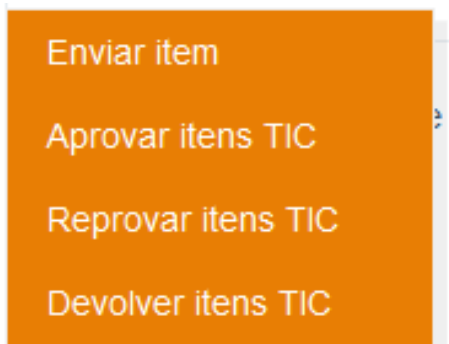 Enviar item
Aprovar itens TIC
Reprovar itens TIC
Devolver itens TIC